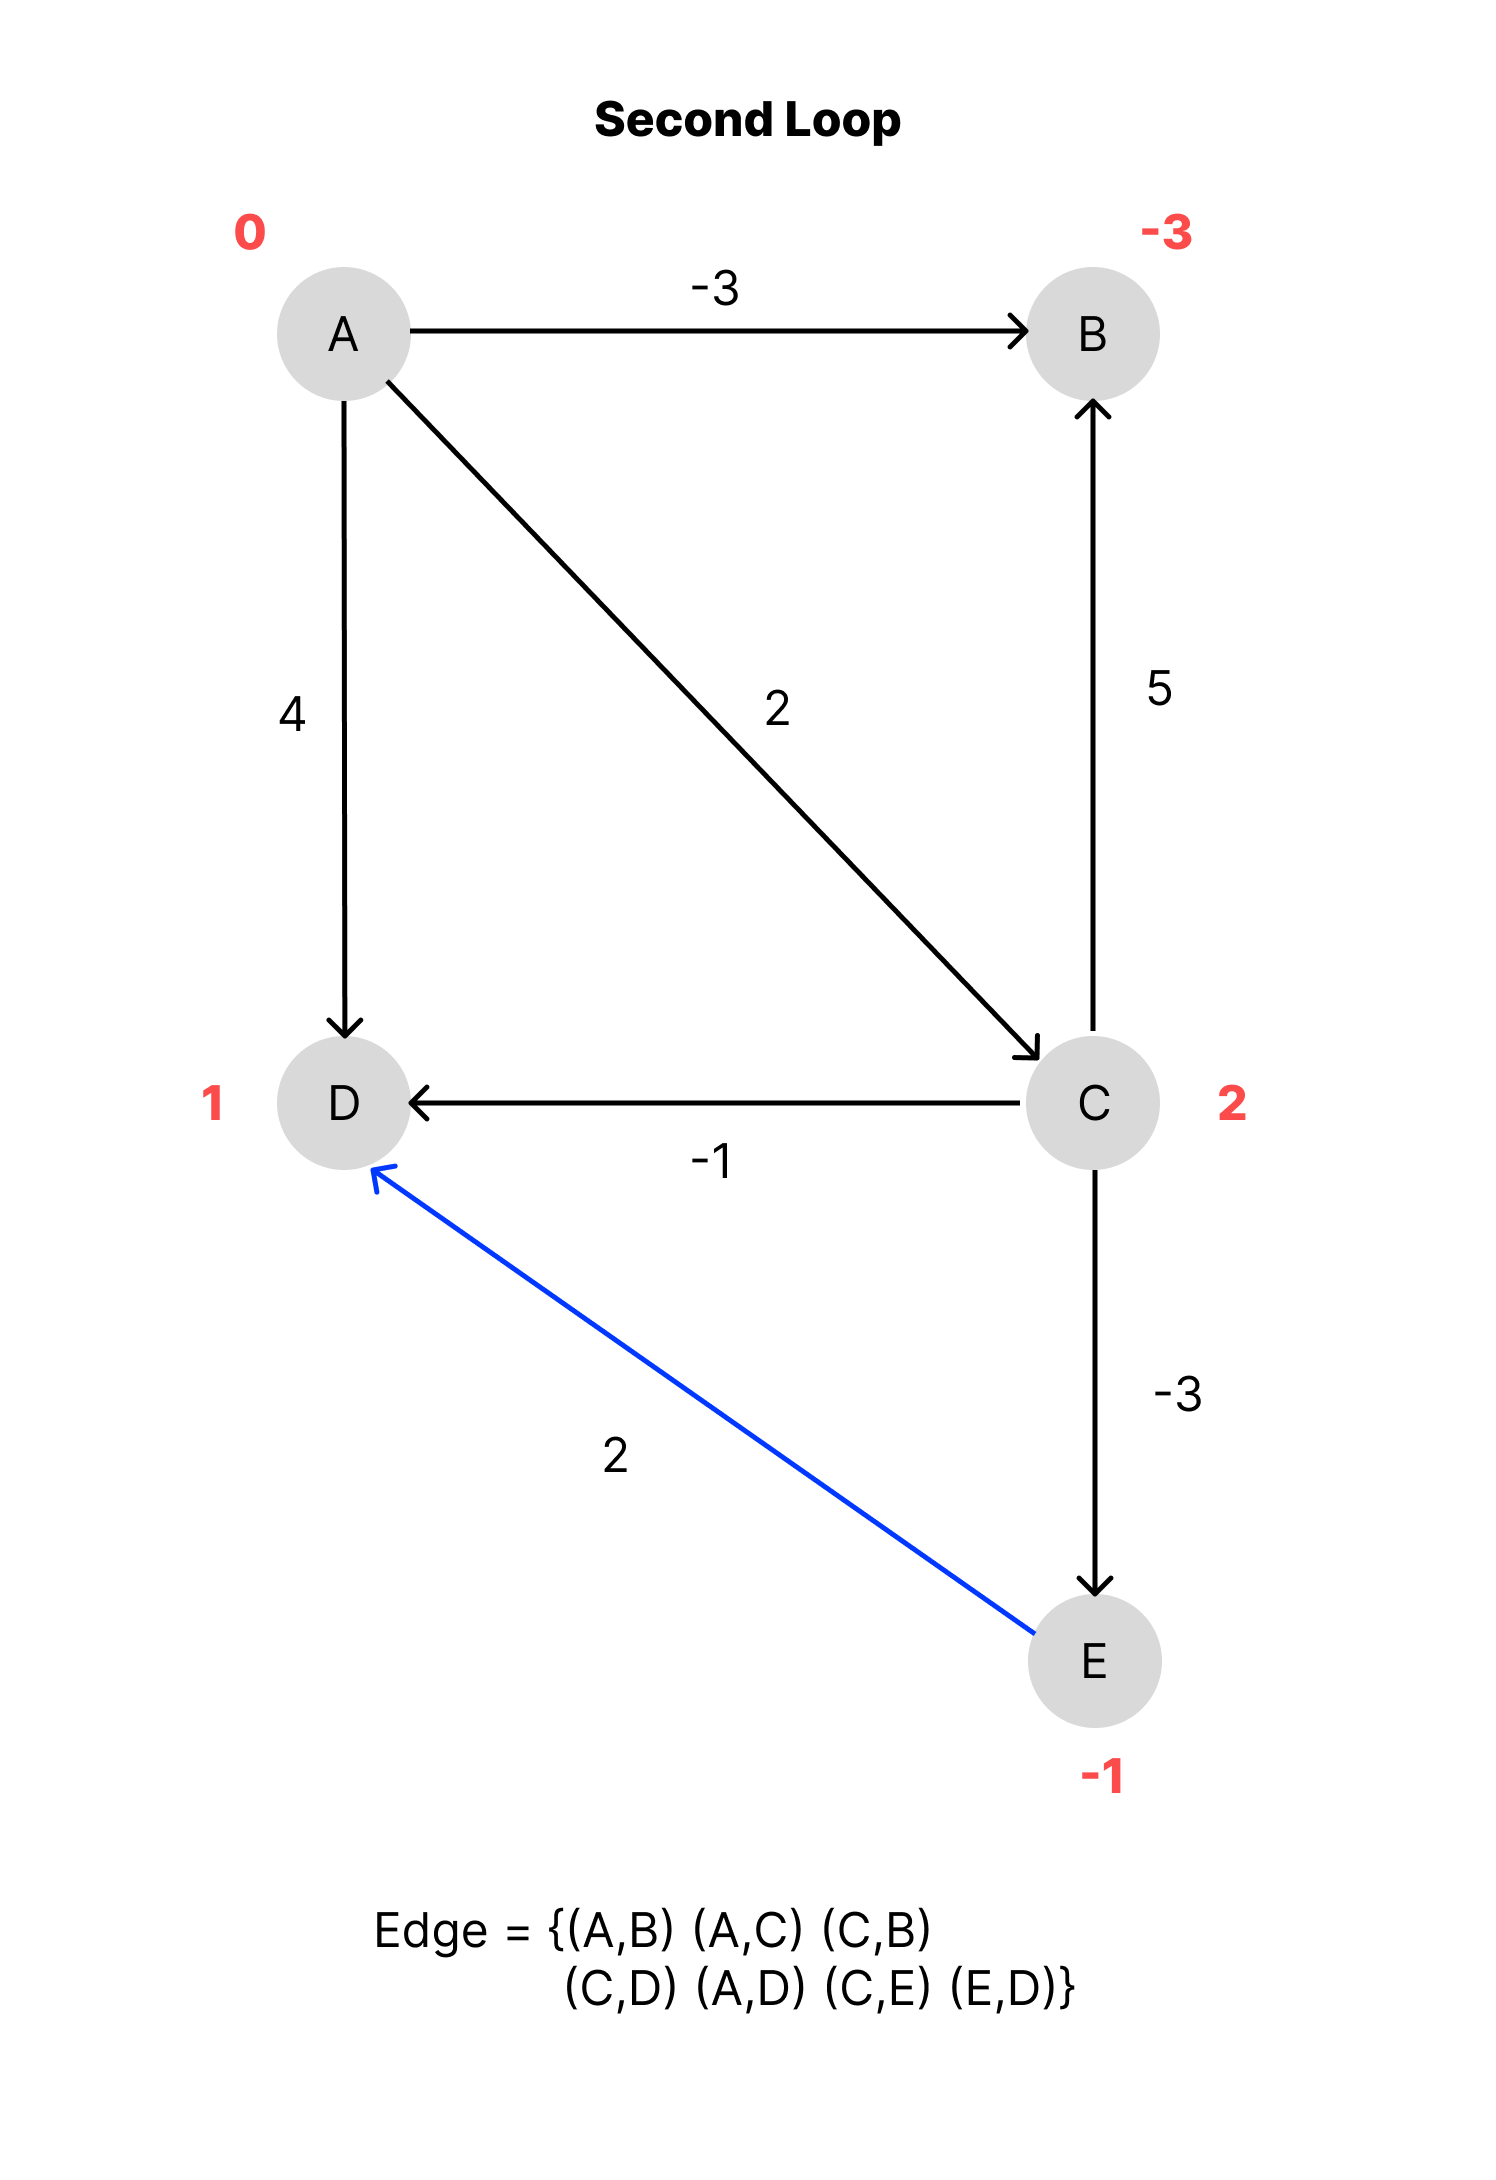 Second Loop
0
-3
-3
A
B
4
2
5
1
D
C
2
-1
-3
2
E
-1
Edge = {(A,B) (A,C) (C,B)
(C,D) (A,D) (C,E) (E,D)}